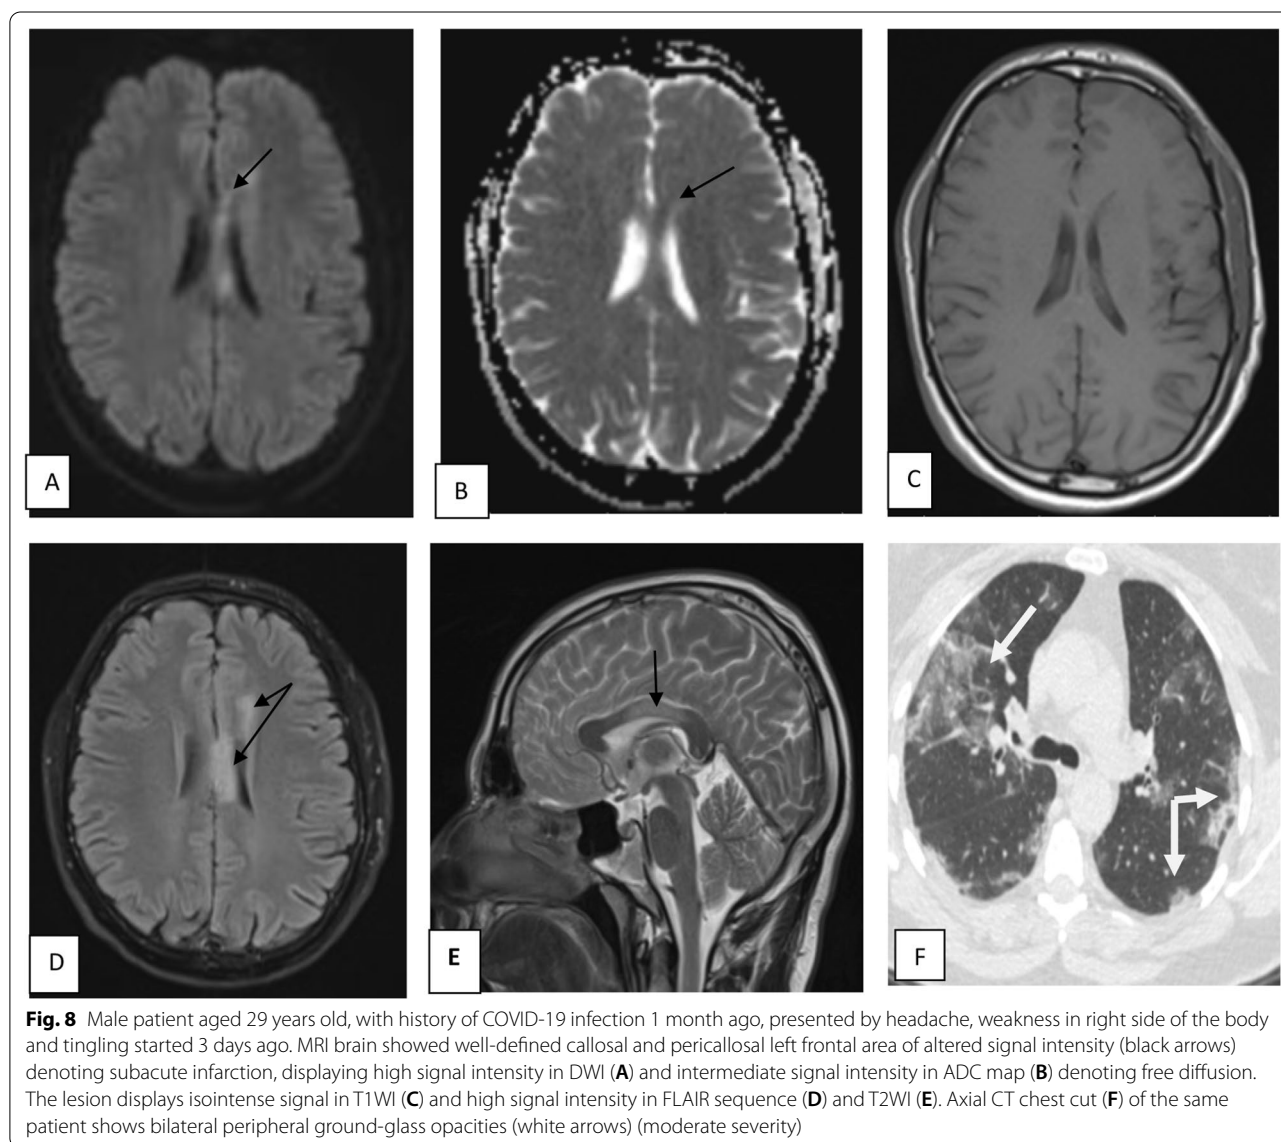 A
B
C
D
E
F
Fig. 8 Male patient aged 29 years old, with history of COVID-19 infection 1 month ago, presented by headache, weakness in right side of the body
and tingling started 3 days ago. MRI brain showed well-defined callosal and pericallosal left frontal area of altered signal intensity (black arrows)
denoting subacute infarction, displaying high signal intensity in DWI (A) and intermediate signal intensity in ADC map (B) denoting free diffusion.
The lesion displays isointense signal in T1WI (C) and high signal intensity in FLAIR sequence (D) and T2WI (E). Axial CT chest cut (F) of the same
patient shows bilateral peripheral ground-glass opacities (white arrows) (moderate severity)